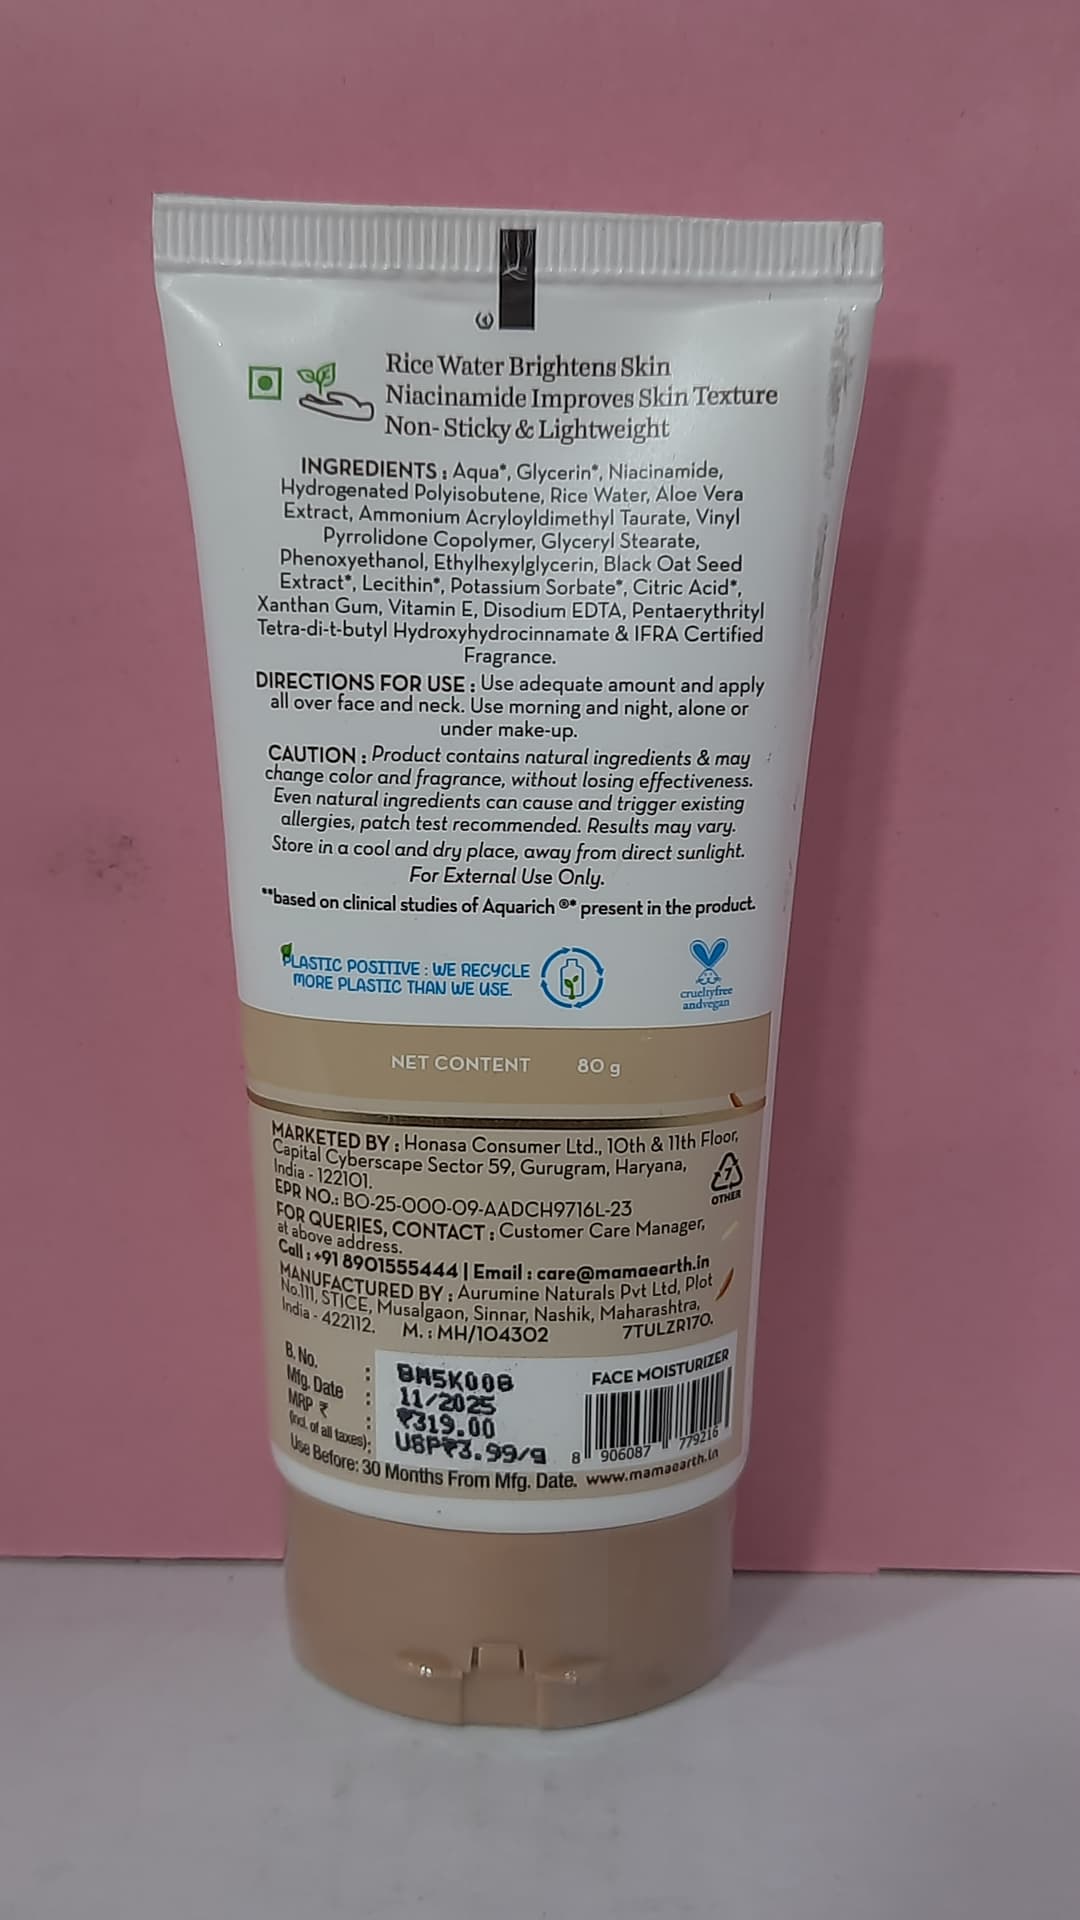 Rice Water Brightens Skin
Niacinamide Improves Skin Texture
Non-Sticky & Lightweight
INGREDIENTS : Aqua*, Glycerin*, Niacinamide,
Hydrogenated Polyisobutene, Rice Water, Aloe Vera
Extract, Ammonium Acryloyldimethyl Taurate, Vinyl
Pyrrolidone Copolymer, Glyceryl Stearate,
Phenoxyethanol, Ethylhexylglycerin, Black Oat Seed
Extract*, Lecithin*, Potassium Sorbate*, Citric Acid*,
Xanthan Gum, Vitamin E, Disodium EDTA, Pentaerythrityl
Tetra-di-t-butyl Hydroxyhydrocinnamate & IFRA Certified
Fragrance.
DIRECTIONS FOR USE : Use adequate amount and apply
all over face and neck. Use morning and night, alone or
under make-up.
CAUTION : Product contains natural ingredients & may
change color and fragrance, without losing effectiveness.
Even natural ingredients can cause and trigger existing
allergies, patch test recommended. Results may vary.
Store in a cool and dry place, away from direct sunlight.
For External Use Only.
**based on clinical studies of Aquarich ®* present in the product.
PLASTIC POSITIVE : WE RECYCLE
MORE PLASTIC THAN WE USE.
crueltyfree
andvegan
NET CONTENT 80 g
MARKETED BY : Honasa Consumer Ltd., 10th & 11th Floor,
Capital Cyberscape Sector 59, Gurugram, Haryana,
India - 122101.
7
OTHER
EPR NO.: BO-25-000-09-AADCH9716L-23
FOR QUERIES, CONTACT : Customer Care Manager,
at above address.
Call : +91 8901555444 | Email : care@mamaearth.in
MANUFACTURED BY : Aurumine Naturals Pvt Ltd, Plot
No.111, STICE, Musalgaon, Sinnar, Nashik, Maharashtra,
India - 422112. M. : MH/104302 7TULZR170.
B. No. : BM5K008
Mfg. Date : 11/2025
MRP ₹ : ₹319.00
(incl. of all taxes); USP₹3.99/g
FACE MOISTURIZER
8 906087 779216
Use Before: 30 Months From Mfg. Date. www.mamaearth.in